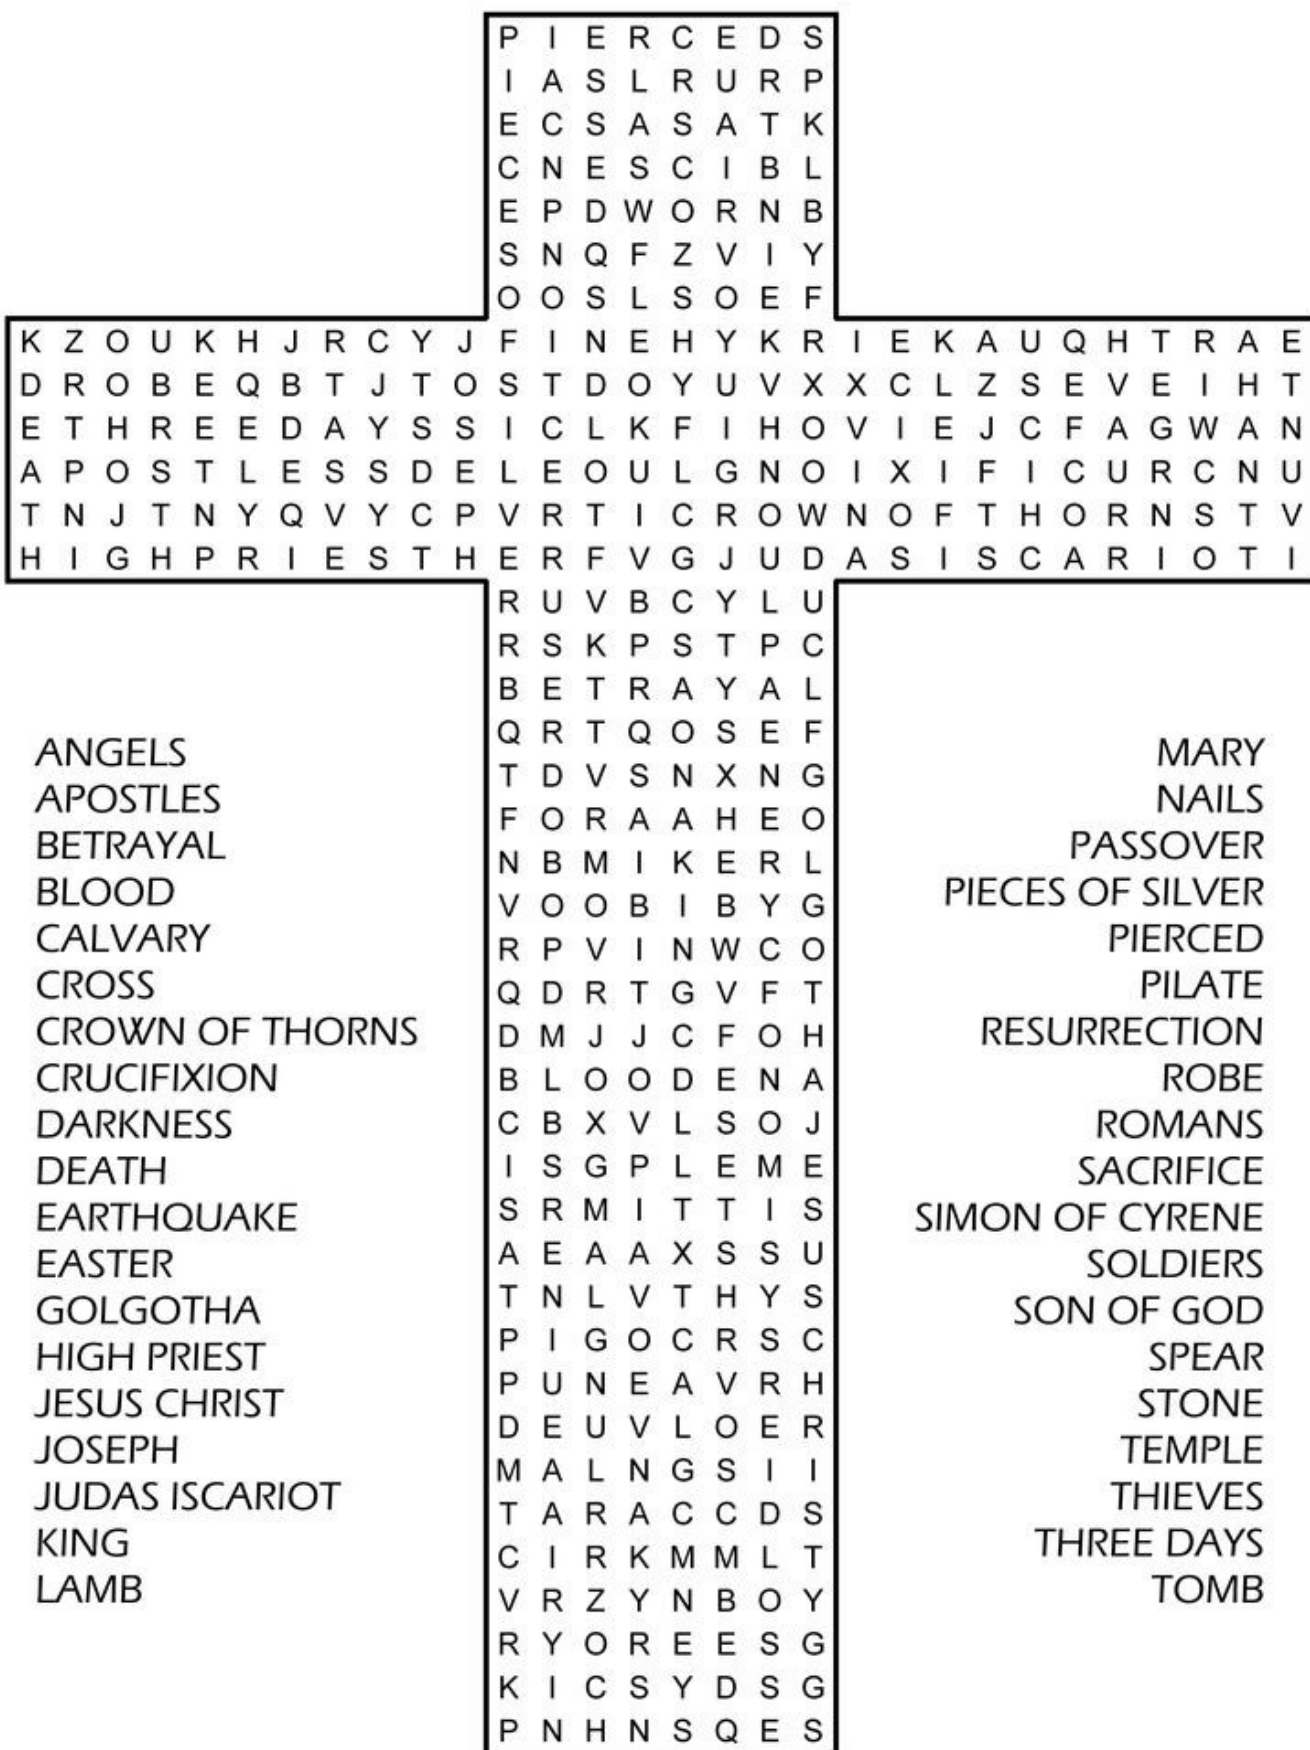 P I E R C E D S
I A S L R U R P
E C S A S A T K
C N E S C I B L
E P D W O R N B
S N Q F Z V I Y
O O S L S O E F
K Z O U K H J R C Y J F I N E H Y K R I E K A U Q H T R A E
D R O B E Q B T J T O S T D O Y U V X X C L Z S E V E I H T
E T H R E E D A Y S S I C L K F I H O V I E J C F A G W A N
A P O S T L E S S D E L E O U L G N O I X I F I C U R C N U
T N J T N Y Q V Y C P V R T I C R O W N O F T H O R N S T V
H I G H P R I E S T H E R F V G J U D A S I S C A R I O T I
R U V B C Y L U
R S K P S T P C
B E T R A Y A L
Q R T Q O S E F
T D V S N X N G
F O R A A H E O
N B M I K E R L
V O O B I B Y G
R P V I N W C O
Q D R T G V F T
D M J J C F O H
B L O O D E N A
C B X V L S O J
I S G P L E M E
S R M I T T I S
A E A A X S S U
T N L V T H Y S
P I G O C R S C
P U N E A V R H
D E U V L O E R
M A L N G S I I
T A R A C C D S
C I R K M M L T
V R Z Y N B O Y
R Y O R E E S G
K I C S Y D S G
P N H N S Q E S
ANGELS
APOSTLES
BETRAYAL
BLOOD
CALVARY
CROSS
CROWN OF THORNS
CRUCIFIXION
DARKNESS
DEATH
EARTHQUAKE
EASTER
GOLGOTHA
HIGH PRIEST
JESUS CHRIST
JOSEPH
JUDAS ISCARIOT
KING
LAMB
MARY
NAILS
PASSOVER
PIECES OF SILVER
PIERCED
PILATE
RESURRECTION
ROBE
ROMANS
SACRIFICE
SIMON OF CYRENE
SOLDIERS
SON OF GOD
SPEAR
STONE
TEMPLE
THIEVES
THREE DAYS
TOMB